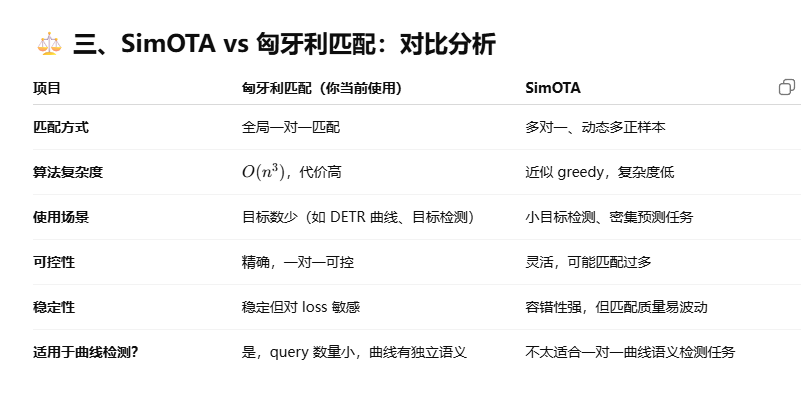 ⚖️ 三、SimOTA vs 匈牙利匹配：对比分析
项目 匈牙利匹配（你当前使用） SimOTA
匹配方式 全局一对一匹配 多对一、动态多正样本
算法复杂度 O(n³)，代价高 近似 greedy，复杂度低
使用场景 目标数少（如 DETR 曲线、目标检测） 小目标检测、密集预测任务
可控性 精确，一对一可控 灵活，可能匹配过多
稳定性 稳定但对 loss 敏感 容错性强，但匹配质量易波动
适用于曲线检测？ 是，query 数量小，曲线有独立语义 不太适合一对一曲线语义检测任务